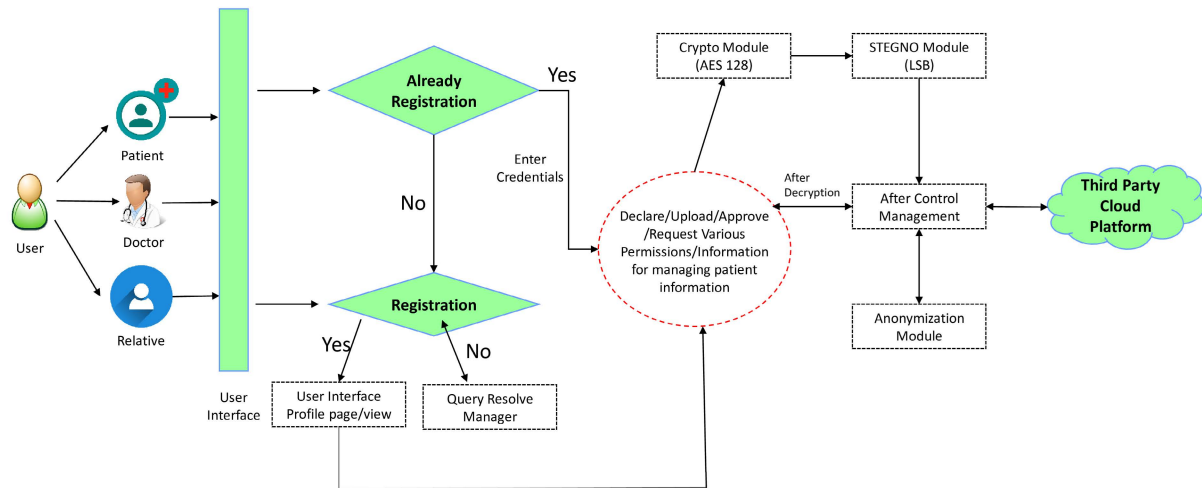 User
Patient
Doctor
Relative
User
Interface
Already
Registration
Yes
No
Enter
Credentials
Registration
Yes
No
User Interface
Profile page/view
Query Resolve
Manager
Declare/Upload/Approve
/Request Various
Permissions/Information
for managing patient
information
Crypto Module
(AES 128)
STEGNO Module
(LSB)
After
Decryption
After Control
Management
Anonymization
Module
Third Party
Cloud
Platform